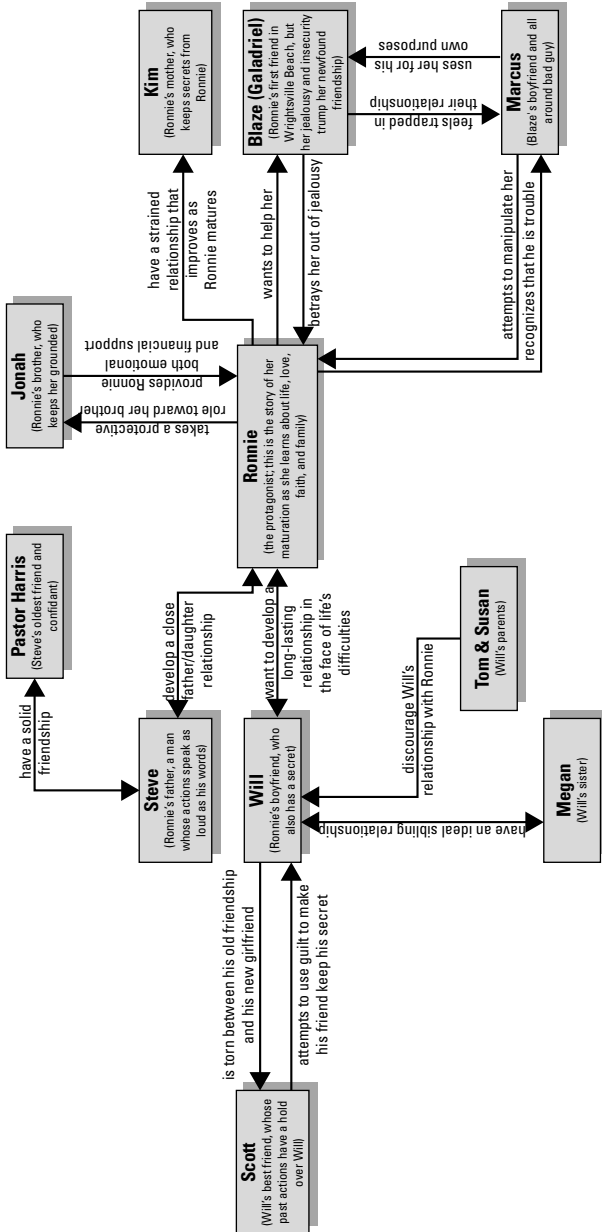 Pastor Harris
(Steve's oldest friend and
confidant)
have a solid
friendship
Jonah
(Ronnie's brother, who
keeps her grounded)
takes a protective
role toward her brother
provides Ronnie
both emotional
and financial support
Kim
(Ronnie's mother, who
keeps secrets from
Ronnie)
have a strained
relationship that
improves as
Ronnie matures
Steve
(Ronnie's father, a man
whose actions speak as
loud as his words)
develop a close
father/daughter
relationship
Ronnie
(the protagonist; this is the story of her
maturation as she learns about life, love,
faith, and family)
wants to help her
betrays her out of jealousy
Blaze (Galadriel)
(Ronnie's first friend in
Wrightsville Beach, but
her jealousy and insecurity
trump her newfound
friendship)
Scott
(Will's best friend, whose
past actions have a hold
over Will)
is torn between his old friendship
and his new girlfriend
attempts to use guilt to make
his friend keep his secret
Will
(Ronnie's boyfriend, who
also has a secret)
want to develop a
long-lasting
relationship in
the face of life's
difficulties
feels trapped in
their relationship
uses her for his
own purposes
discourage Will's
relationship with Ronnie
Tom & Susan
(Will's parents)
have an ideal sibling relationship
Megan
(Will's sister)
attempts to manipulate her
recognizes that he is trouble
Marcus
(Blaze's boyfriend and all
around bad guy)